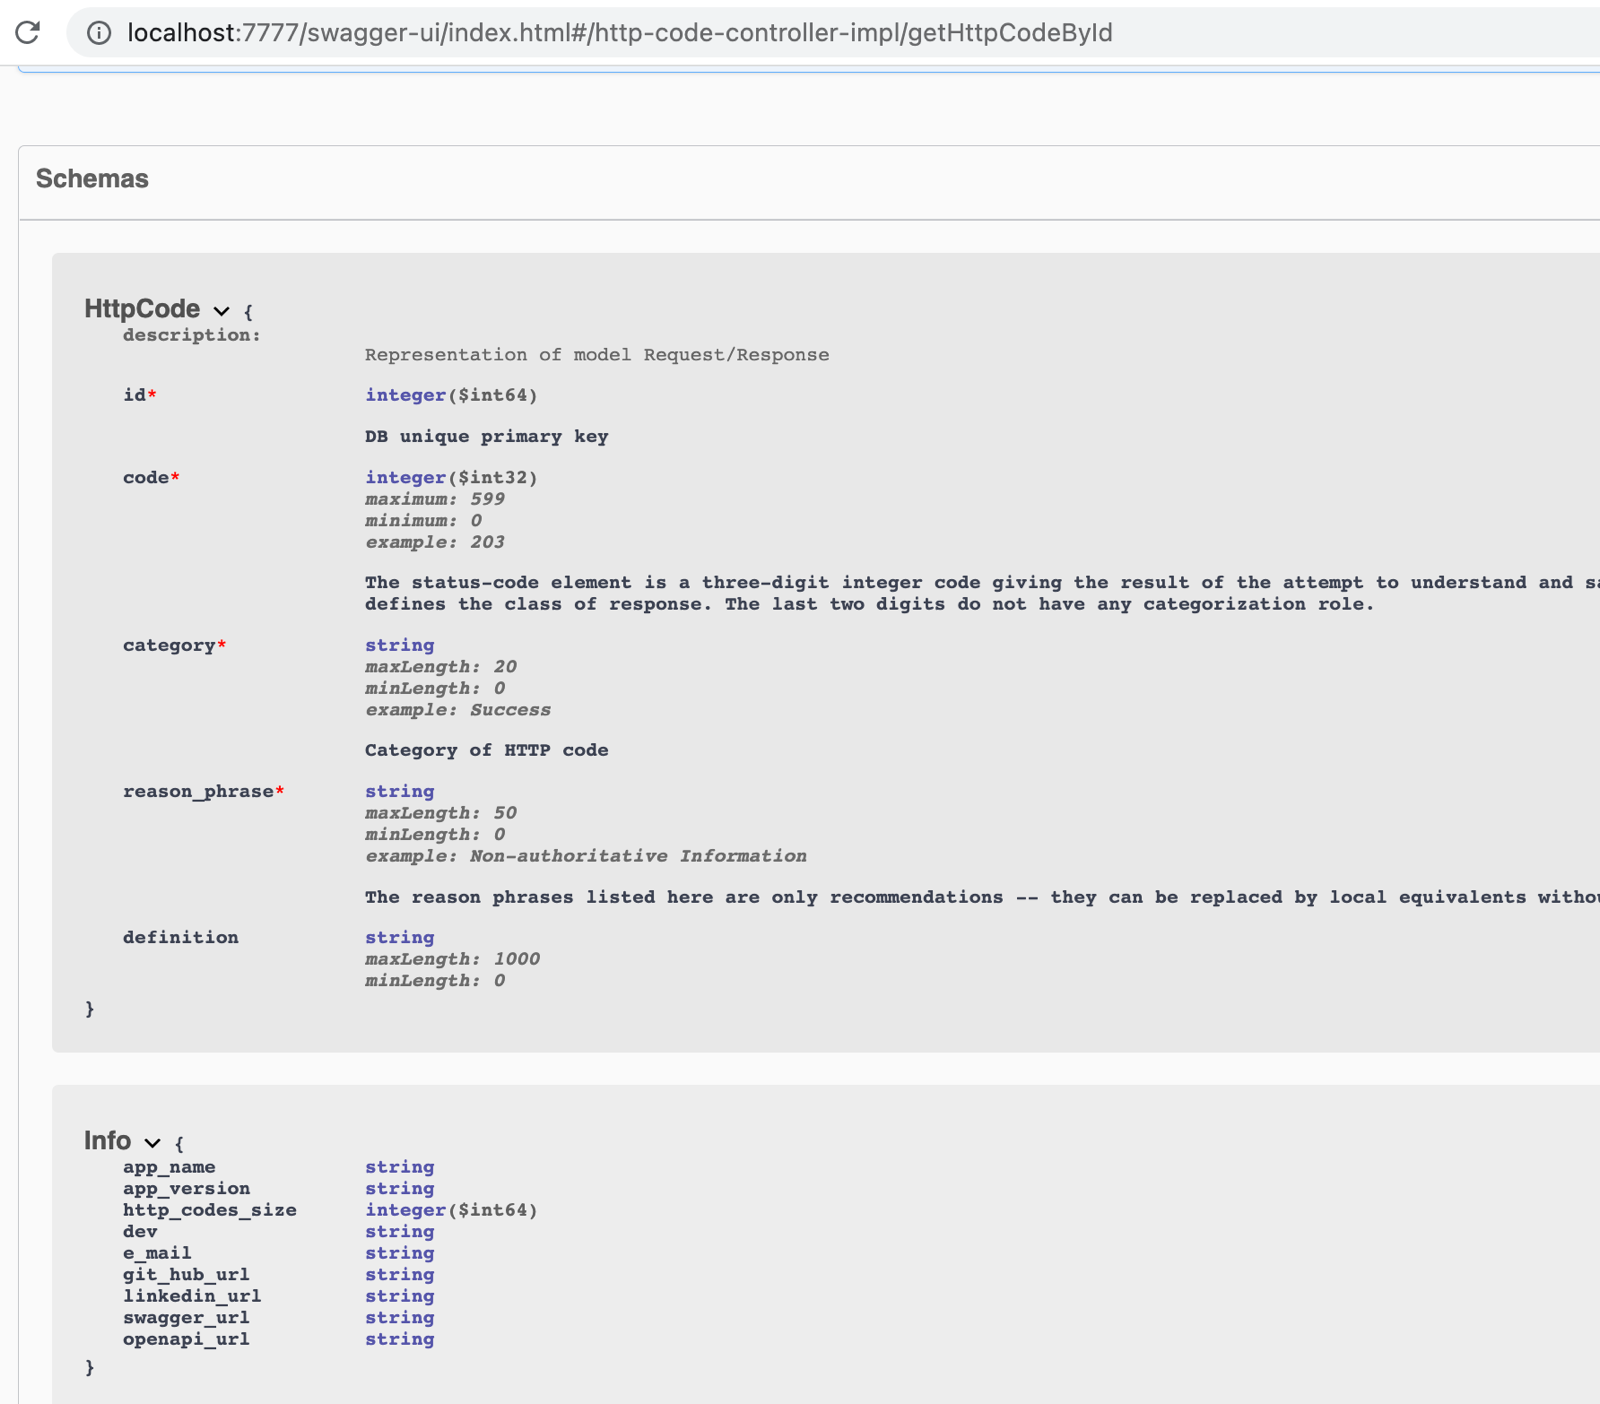 localhost:7777/swagger-ui/index.html#/http-code-controller-impl/getHttpCodeById
Schemas
HttpCode {
description:
Representation of model Request/Response
id* integer($int64)
DB unique primary key
code* integer($int32)
maximum: 599
minimum: 0
example: 203
The status-code element is a three-digit integer code giving the result of the attempt to understand and
defines the class of response. The last two digits do not have any categorization role.
category* string
maxLength: 20
minLength: 0
example: Success
Category of HTTP code
reason_phrase* string
maxLength: 50
minLength: 0
example: Non-authoritative Information
The reason phrases listed here are only recommendations -- they can be replaced by local equivalents
definition string
maxLength: 1000
minLength: 0
}
Info {
app_name string
app_version string
http_codes_size integer($int64)
dev string
e_mail string
git_hub_url string
linkedin_url string
swagger_url string
openapi_url string
}